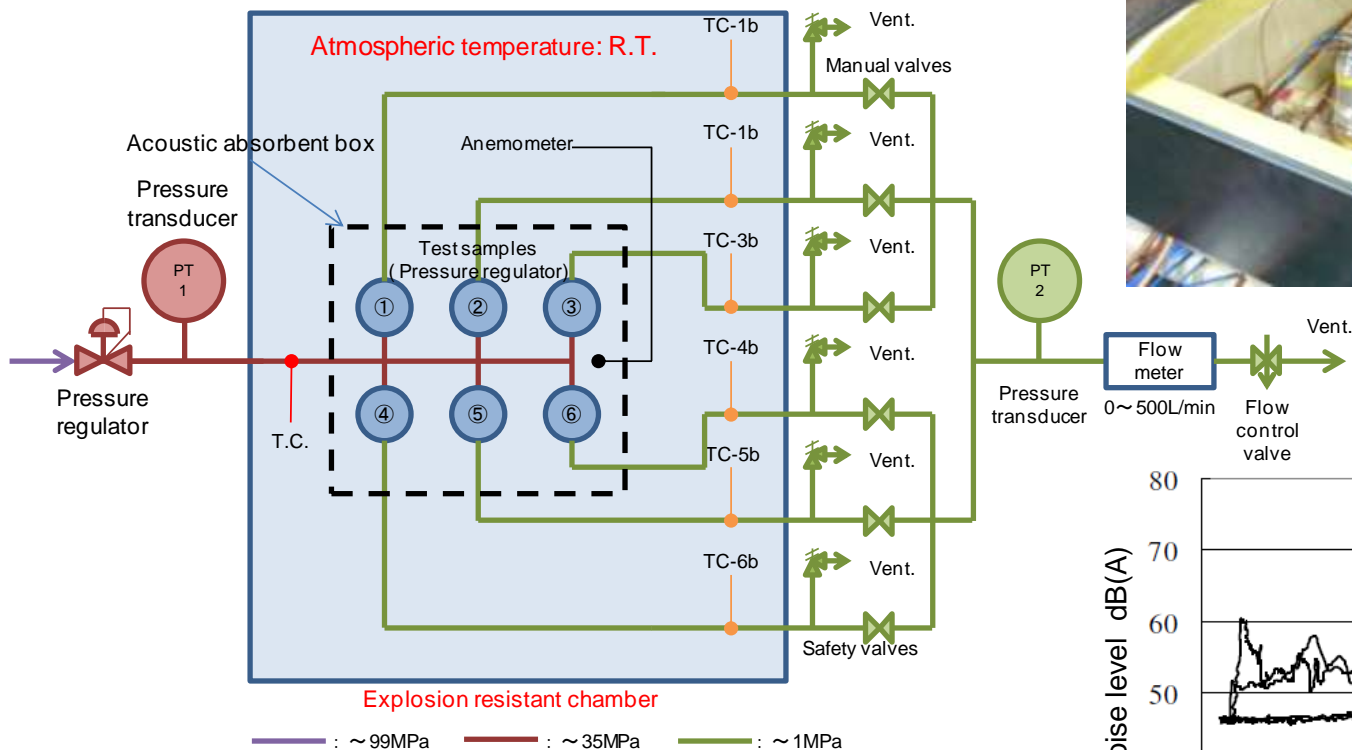 TC-1b
Vent.
Atmospheric temperature: R.T.
Manual valves
TC-1b
Vent.
Acoustic absorbent box
Anemometer
Pressure
transducer
TC-3b
Vent.
Test samples
( Pressure regulator)
PT
1
①
②
③
PT
2
TC-4b
Vent.
Vent.
Flow
meter
Pressure
regulator
T.C.
④
⑤
⑥
Pressure
transducer
0～500L/min
Flow
control
valve
TC-5b
Vent.
80
70
TC-6b
Vent.
60
Safety valves
50
oise level dB(A)
Explosion resistant chamber
: ～99MPa
: ～35MPa
: ～1MPa